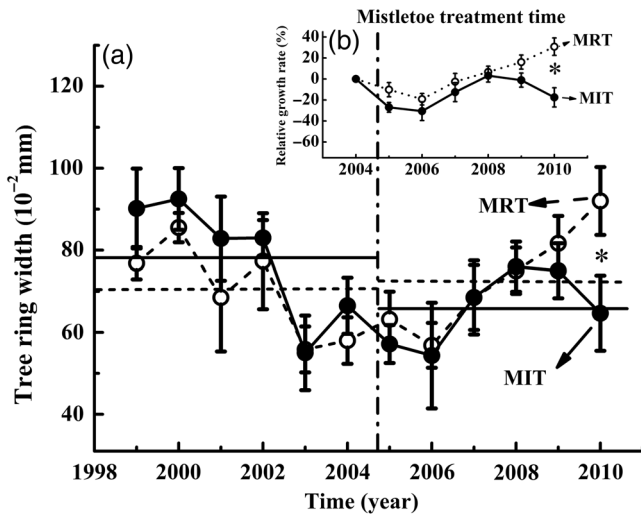 Mistletoe treatment time
(a)
(b)
Relative growth rate (%)
40
20
0
−20
−40
−60
2004
2006
2008
2010
MRT
*
MIT
Tree ring width (10⁻² mm)
120
100
80
60
40
MRT
*
MIT
1998
2000
2002
2004
2006
2008
2010
Time (year)